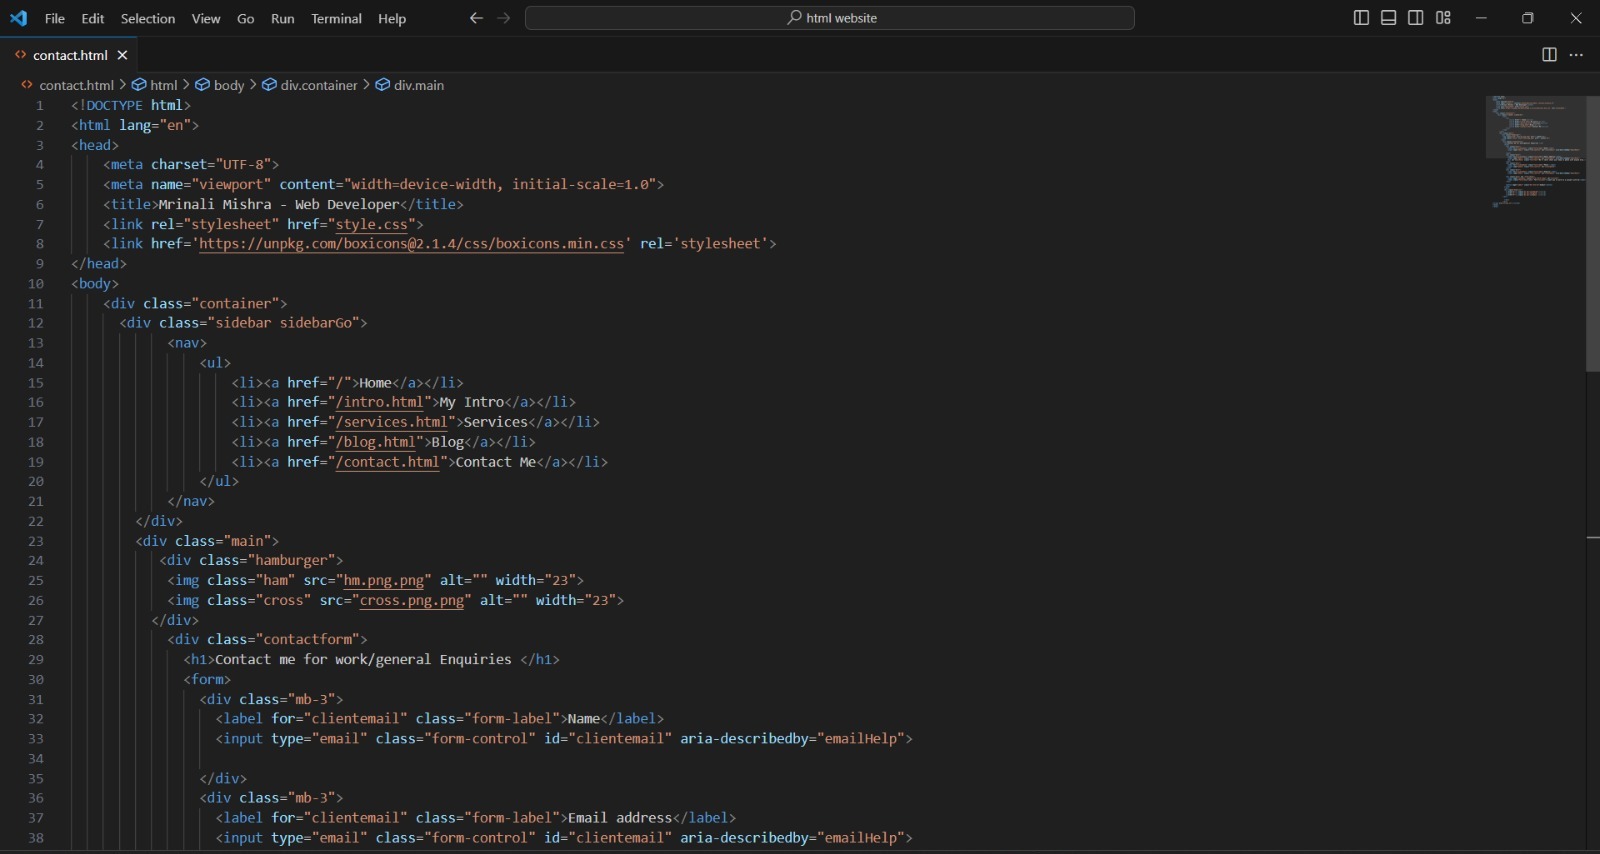 File Edit Selection View Go Run Terminal Help html website
contact.html
contact.html > html > body > div.container > div.main
1 <!DOCTYPE html>
2 <html lang="en">
3 <head>
4 <meta charset="UTF-8">
5 <meta name="viewport" content="width=device-width, initial-scale=1.0">
6 <title>Mrinali Mishra - Web Developer</title>
7 <link rel="stylesheet" href="style.css">
8 <link href='https://unpkg.com/boxicons@2.1.4/css/boxicons.min.css' rel='stylesheet'>
9 </head>
10 <body>
11 <div class="container">
12 <div class="sidebar sidebarGo">
13 <nav>
14 <ul>
15 <li><a href="/">Home</a></li>
16 <li><a href="/intro.html">My Intro</a></li>
17 <li><a href="/services.html">Services</a></li>
18 <li><a href="/blog.html">Blog</a></li>
19 <li><a href="/contact.html">Contact Me</a></li>
20 </ul>
21 </nav>
22 </div>
23 <div class="main">
24 <div class="hamburger">
25 <img class="ham" src="hm.png.png" alt="" width="23">
26 <img class="cross" src="cross.png.png" alt="" width="23">
27 </div>
28 <div class="contactform">
29 <h1>Contact me for work/general Enquiries </h1>
30 <form>
31 <div class="mb-3">
32 <label for="clientemail" class="form-label">Name</label>
33 <input type="email" class="form-control" id="clientemail" aria-describedby="emailHelp">
34
35 </div>
36 <div class="mb-3">
37 <label for="clientemail" class="form-label">Email address</label>
38 <input type="email" class="form-control" id="clientemail" aria-describedby="emailHelp">